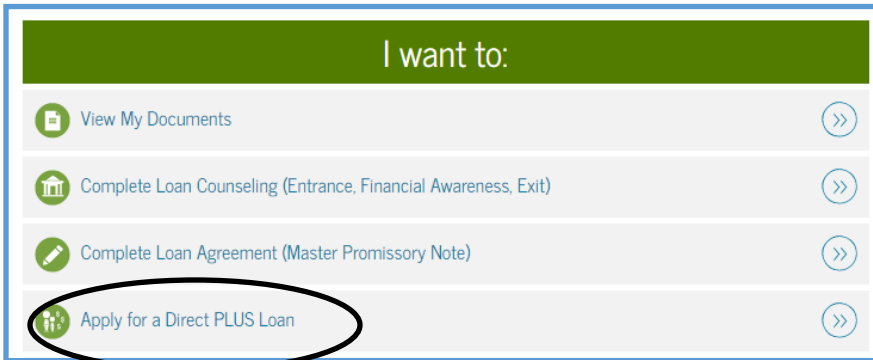 I want to:
View My Documents
Complete Loan Counseling (Entrance, Financial Awareness, Exit)
Complete Loan Agreement (Master Promissory Note)
Apply for a Direct PLUS Loan